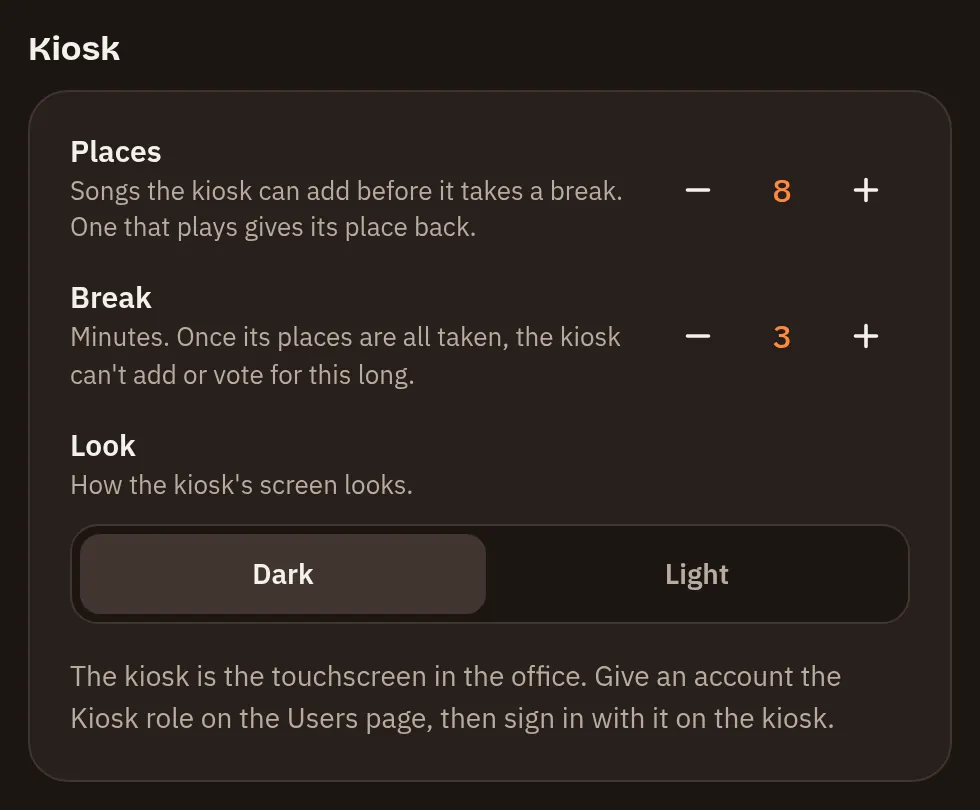 Kiosk
Places
Songs the kiosk can add before it takes a break.
One that plays gives its place back.
− 8 +
Break
Minutes. Once its places are all taken, the kiosk
can't add or vote for this long.
− 3 +
Look
How the kiosk's screen looks.
Dark Light
The kiosk is the touchscreen in the office. Give an account the
Kiosk role on the Users page, then sign in with it on the kiosk.